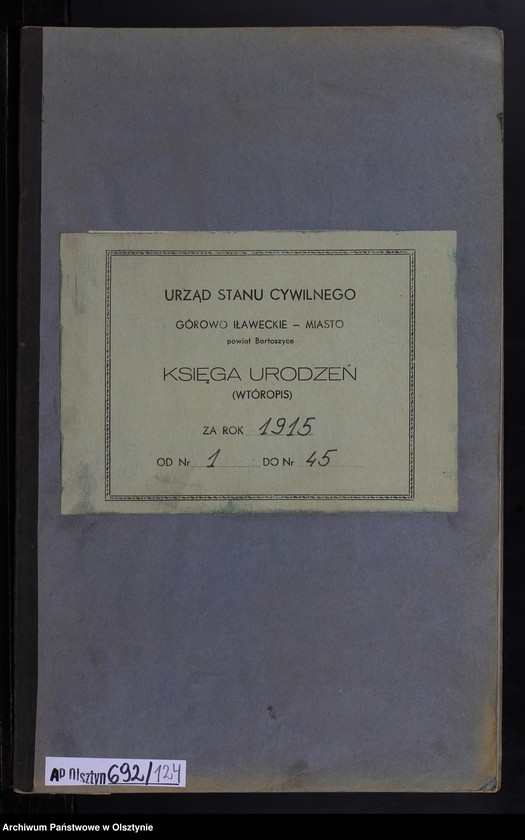 URZĄD STANU CYWILNEGO
GÓROWO IŁAWECKIE – MIASTO
powiat Bartoszyce
KSIĘGA URODZEŃ
(WTÓROPIS)
ZA ROK 1915
OD Nr 1 DO Nr 45
AP Olsztyn 692/124
Archiwum Państwowe w Olsztynie